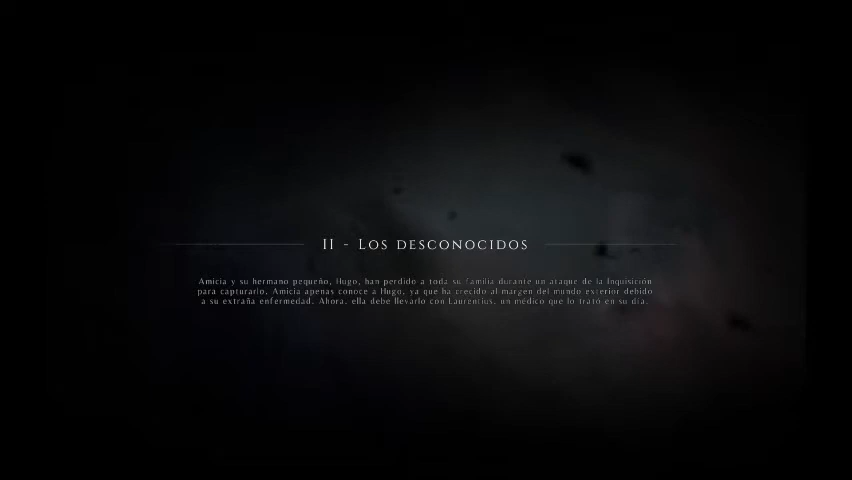 II - Los desconocidos
Amicia y su hermano pequeño, Hugo, han perdido a toda su familia durante un ataque de la Inquisición
para capturarlo. Amicia apenas conoce a Hugo, ya que ha crecido al margen del mundo exterior debido
a su extraña enfermedad. Ahora, ella debe llevarlo con Laurentius, un médico que lo trató en su día.